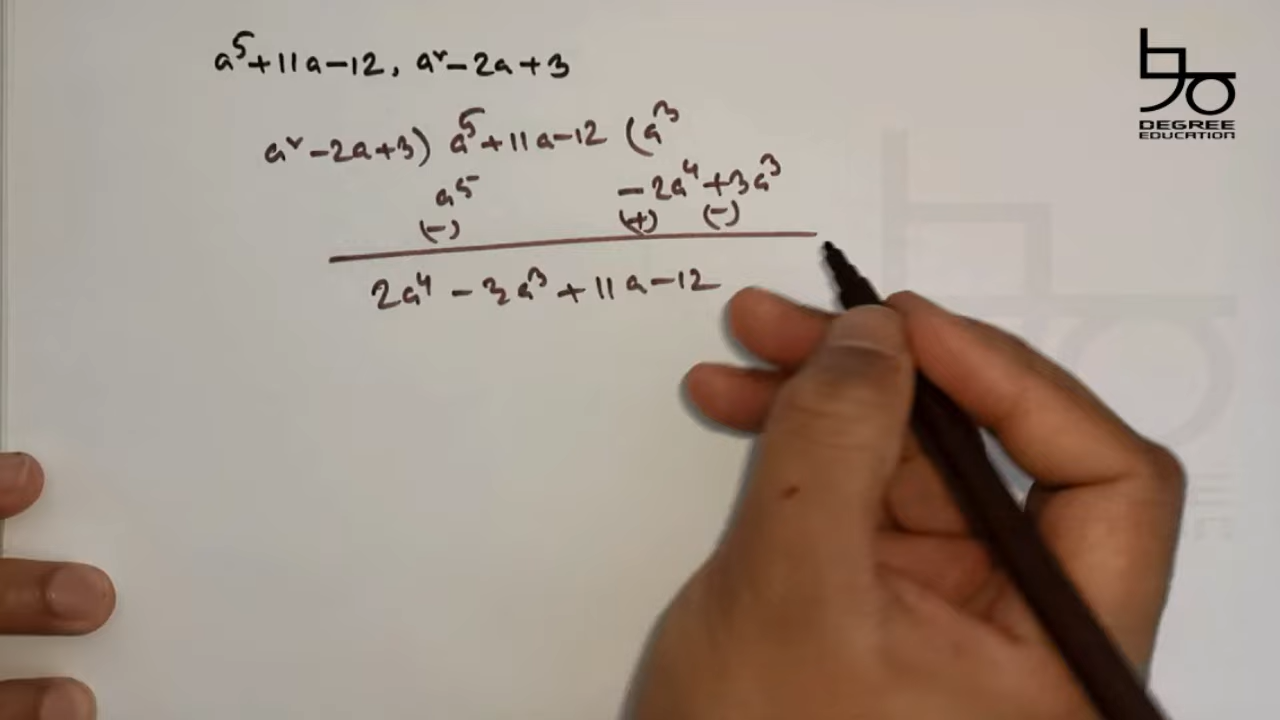 a⁵+11a-12, a²-2a+3
a²-2a+3) a⁵+11a-12 (a³
a⁵ -2a⁴+3a³
(-) (+) (-)
2a⁴-3a³+11a-12
DEGREE
EDUCATION